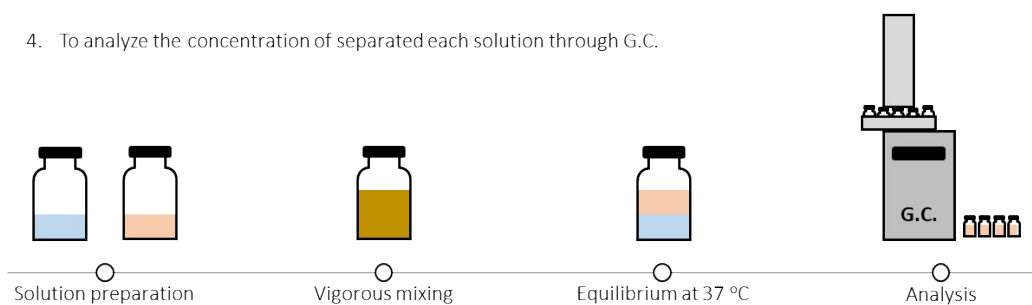 4. To analyze the concentration of separated each solution through G.C.
G.C.
Solution preparation
Vigorous mixing
Equilibrium at 37 °C
Analysis